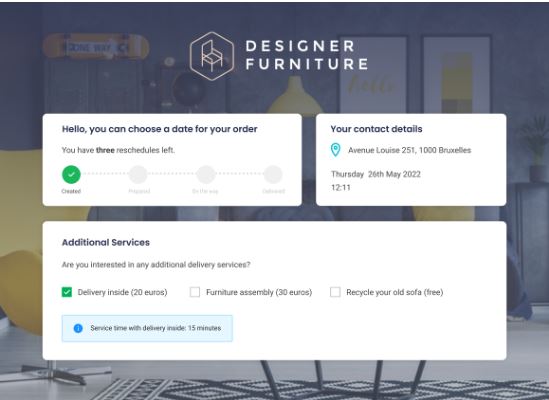 ONE WAY
DESIGNER
FURNITURE
hello
Hello, you can choose a date for your order
You have three reschedules left.
Created
Prepared
On the way
Delivered
Your contact details
Avenue Louise 251, 1000 Bruxelles
Thursday 26th May 2022
12:11
Additional Services
Are you interested in any additional delivery services?
Delivery inside (20 euros)
Furniture assembly (30 euros)
Recycle your old sofa (free)
Service time with delivery inside: 15 minutes